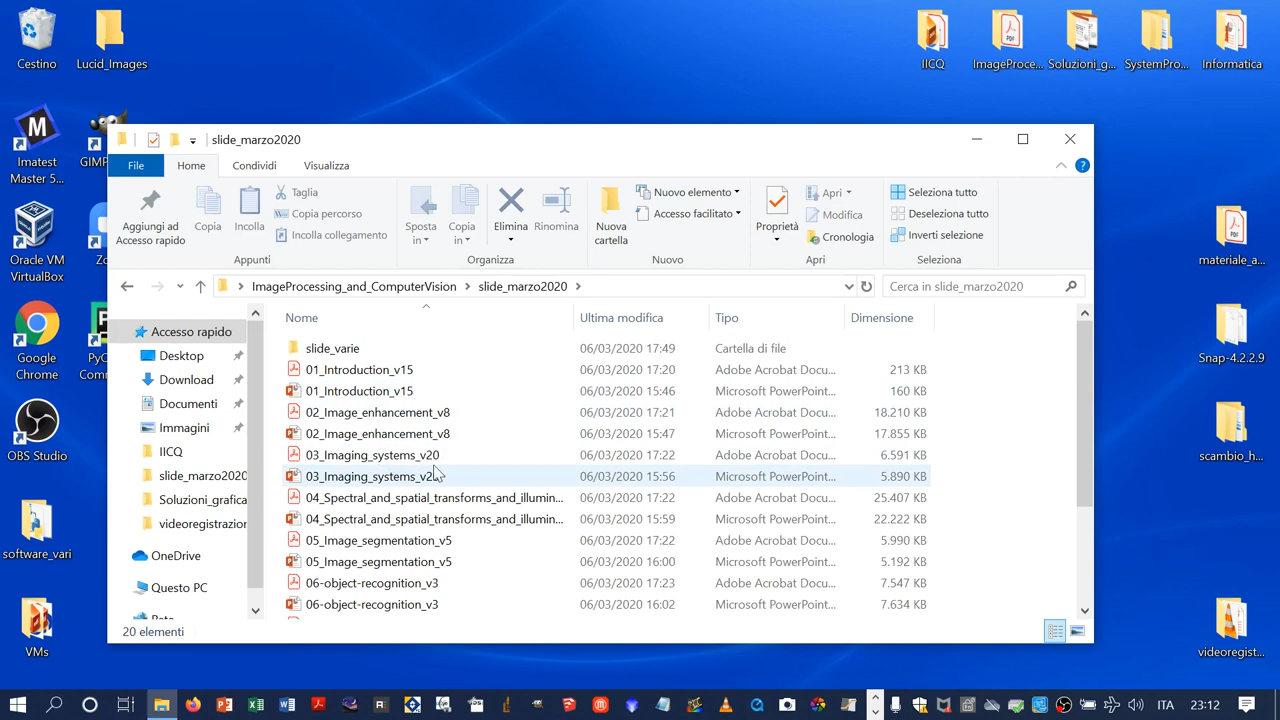 Cestino
Lucid_Images
IICQ
ImageProce...
Soluzioni_g...
SystemPro...
Informatica
Imatest
Master 5...
GIMP
Oracle VM
VirtualBox
Google
Chrome
OBS Studio
software_vari
VMs
materiale_a...
Snap-4.2.2.9
scambio_h...
videoregist...
slide_marzo2020
File
Home
Condividi
Visualizza
Aggiungi ad
Accesso rapido
Copia
Incolla
Taglia
Copia percorso
Incolla collegamento
Appunti
Sposta
in
Copia
in
Elimina
Rinomina
Organizza
Nuova
cartella
Nuovo elemento
Accesso facilitato
Nuovo
Proprietà
Apri
Modifica
Cronologia
Apri
Seleziona tutto
Deseleziona tutto
Inverti selezione
Seleziona
ImageProcessing_and_ComputerVision > slide_marzo2020 >
Cerca in slide_marzo2020
Accesso rapido
Desktop
Download
Documenti
Immagini
IICQ
slide_marzo2020
Soluzioni_grafica
videoregistrazion
OneDrive
Questo PC
Nome Ultima modifica Tipo Dimensione
slide_varie 06/03/2020 17:49 Cartella di file
01_Introduction_v15 06/03/2020 17:20 Adobe Acrobat Docu... 213 KB
01_Introduction_v15 06/03/2020 15:46 Microsoft PowerPoint... 160 KB
02_Image_enhancement_v8 06/03/2020 17:21 Adobe Acrobat Docu... 18.210 KB
02_Image_enhancement_v8 06/03/2020 15:47 Microsoft PowerPoint... 17.855 KB
03_Imaging_systems_v20 06/03/2020 17:22 Adobe Acrobat Docu... 6.591 KB
03_Imaging_systems_v2 06/03/2020 15:56 Microsoft PowerPoint... 5.890 KB
04_Spectral_and_spatial_transforms_and_illumin... 06/03/2020 17:22 Adobe Acrobat Docu... 25.407 KB
04_Spectral_and_spatial_transforms_and_illumin... 06/03/2020 15:59 Microsoft PowerPoint... 22.222 KB
05_Image_segmentation_v5 06/03/2020 17:22 Adobe Acrobat Docu... 5.990 KB
05_Image_segmentation_v5 06/03/2020 16:00 Microsoft PowerPoint... 5.192 KB
06-object-recognition_v3 06/03/2020 17:23 Adobe Acrobat Docu... 7.547 KB
06-object-recognition_v3 06/03/2020 16:02 Microsoft PowerPoint... 7.634 KB
20 elementi
ITA
23:12